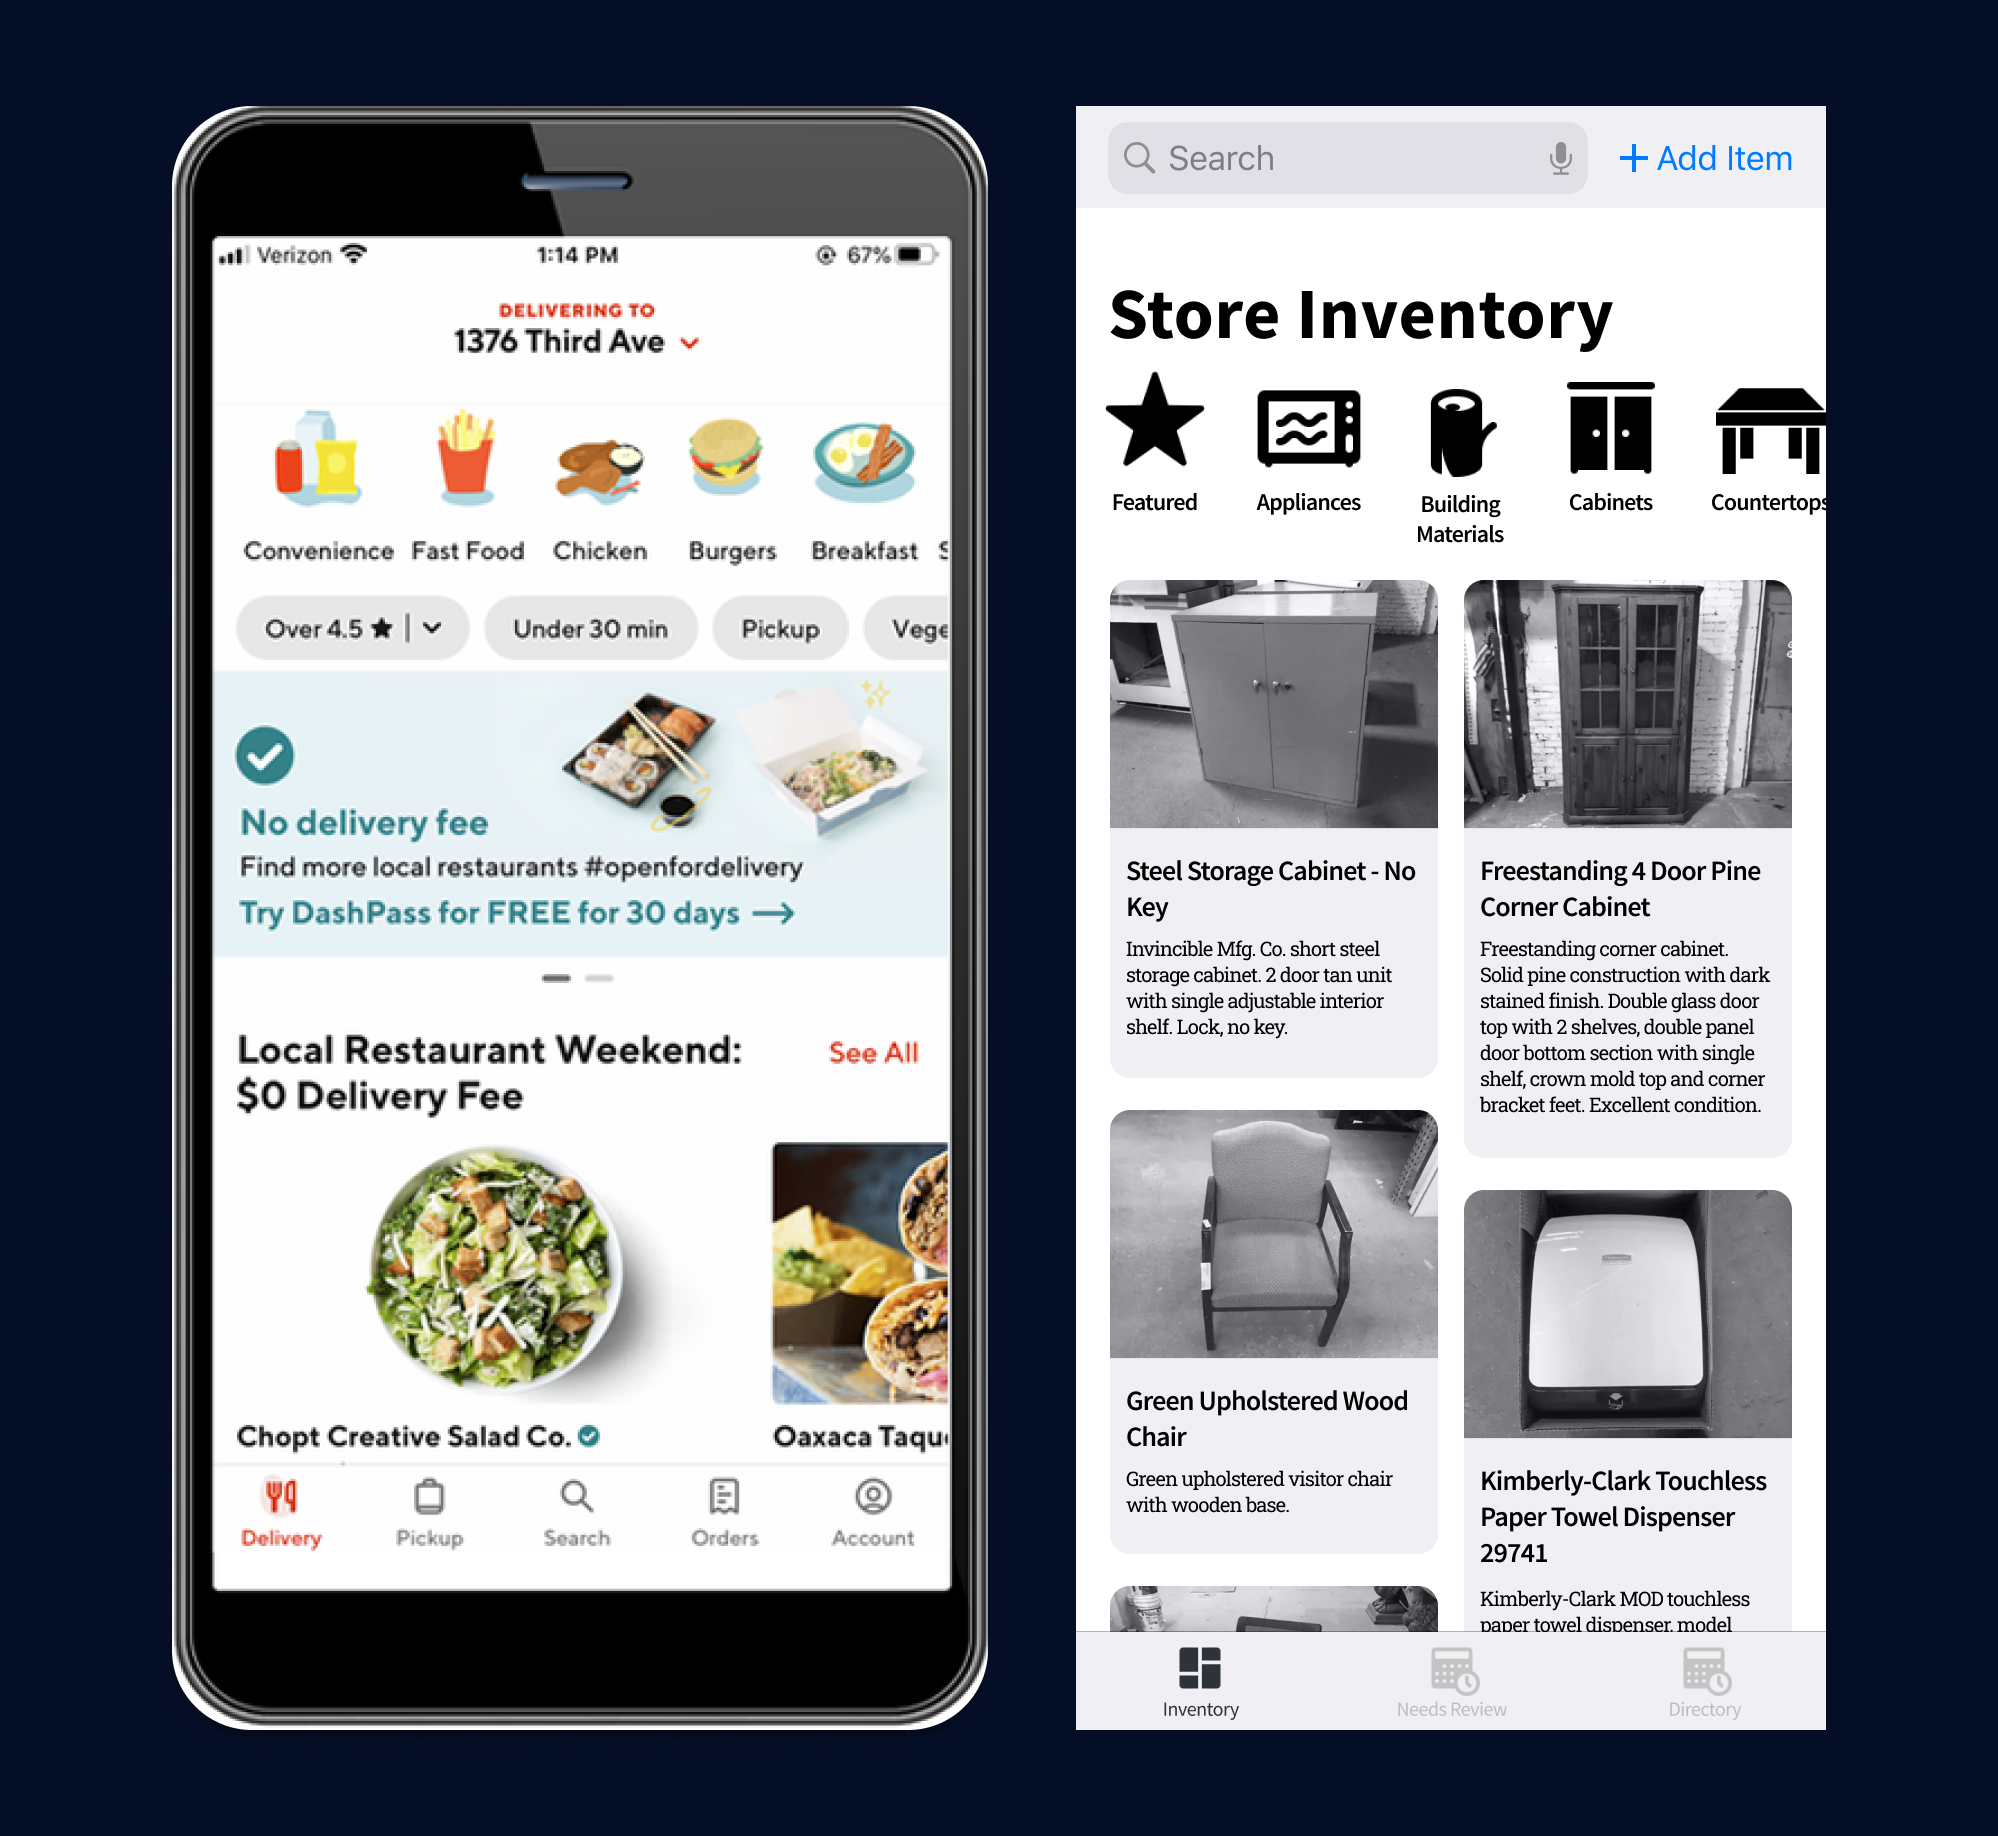 Verizon
1:14 PM
67%
DELIVERING TO
1376 Third Ave
Convenience
Fast Food
Chicken
Burgers
Breakfast
S
Over 4.5 ★ |
Under 30 min
Pickup
Vege
No delivery fee
Find more local restaurants #openfordelivery
Try DashPass for FREE for 30 days →
Local Restaurant Weekend:
$0 Delivery Fee
See All
Chopt Creative Salad Co.
Oaxaca Taqu
Delivery
Pickup
Search
Orders
Account
Search
+ Add Item
Store Inventory
Featured
Appliances
Building
Materials
Cabinets
Countertops
Steel Storage Cabinet - No
Key
Invincible Mfg. Co. short steel
storage cabinet. 2 door tan unit
with single adjustable interior
shelf. Lock, no key.
Freestanding 4 Door Pine
Corner Cabinet
Freestanding corner cabinet.
Solid pine construction with dark
stained finish. Double glass door
top with 2 shelves, double panel
door bottom section with single
shelf, crown mold top and corner
bracket feet. Excellent condition.
Green Upholstered Wood
Chair
Green upholstered visitor chair
with wooden base.
Kimberly-Clark Touchless
Paper Towel Dispenser
29741
Kimberly-Clark MOD touchless
paper towel dispenser, model
Inventory
Needs Review
Directory